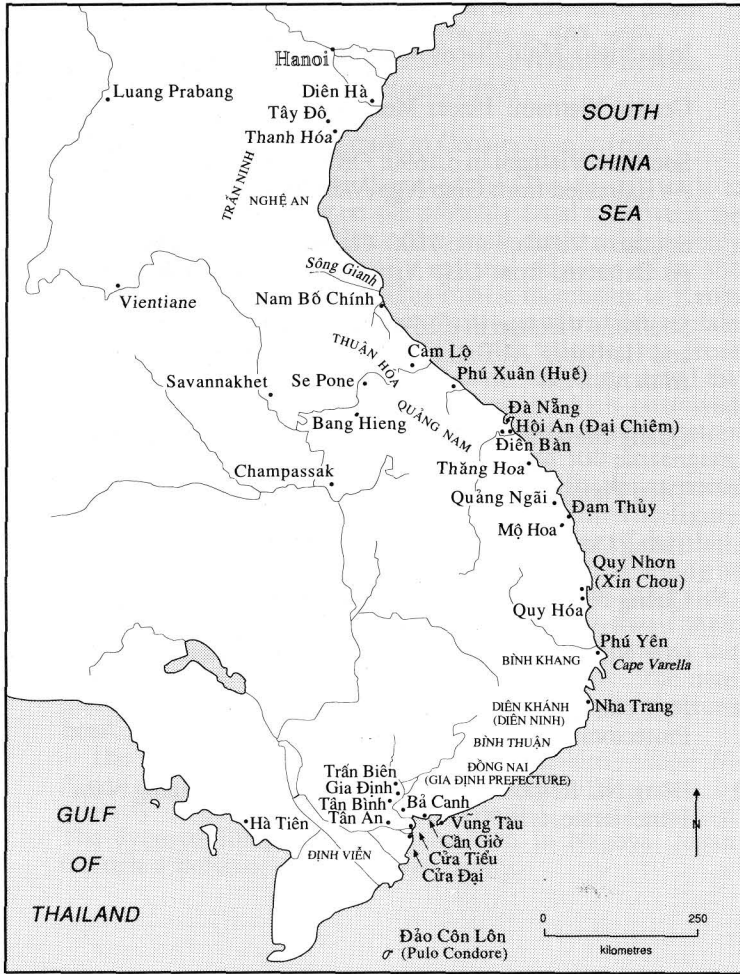 Hanoi
Luang Prabang
Diên Hà
Tây Đô
Thanh Hóa
SOUTH
CHINA
SEA
TRẤN NINH
NGHỆ AN
Sông Gianh
Vientiane
Nam Bố Chính
THUẬN HÓA
Cam Lộ
Savannakhet
Se Pone
Phú Xuân (Huế)
Bang Hieng
QUẢNG NAM
Đà Nẵng
Hội An (Đại Chiêm)
Điên Bàn
Champassak
Thăng Hoa
Quảng Ngãi
Đạm Thủy
Mộ Hoa
Quy Nhơn
(Xin Chou)
Quy Hóa
Phú Yên
BÌNH KHANG
Cape Varella
DIÊN KHÁNH
(DIÊN NINH)
Nha Trang
BÌNH THUẬN
Trấn Biên
ĐỒNG NAI
(GIA ĐỊNH PREFECTURE)
Gia Định
Tân Bình
Bả Canh
Tân An
Vũng Tàu
Cần Giờ
Cửa Tiểu
Cửa Đại
GULF
OF
THAILAND
Hà Tiên
ĐỊNH VIỄN
N
Đảo Côn Lôn
(Pulo Condore)
0 250
kilometres